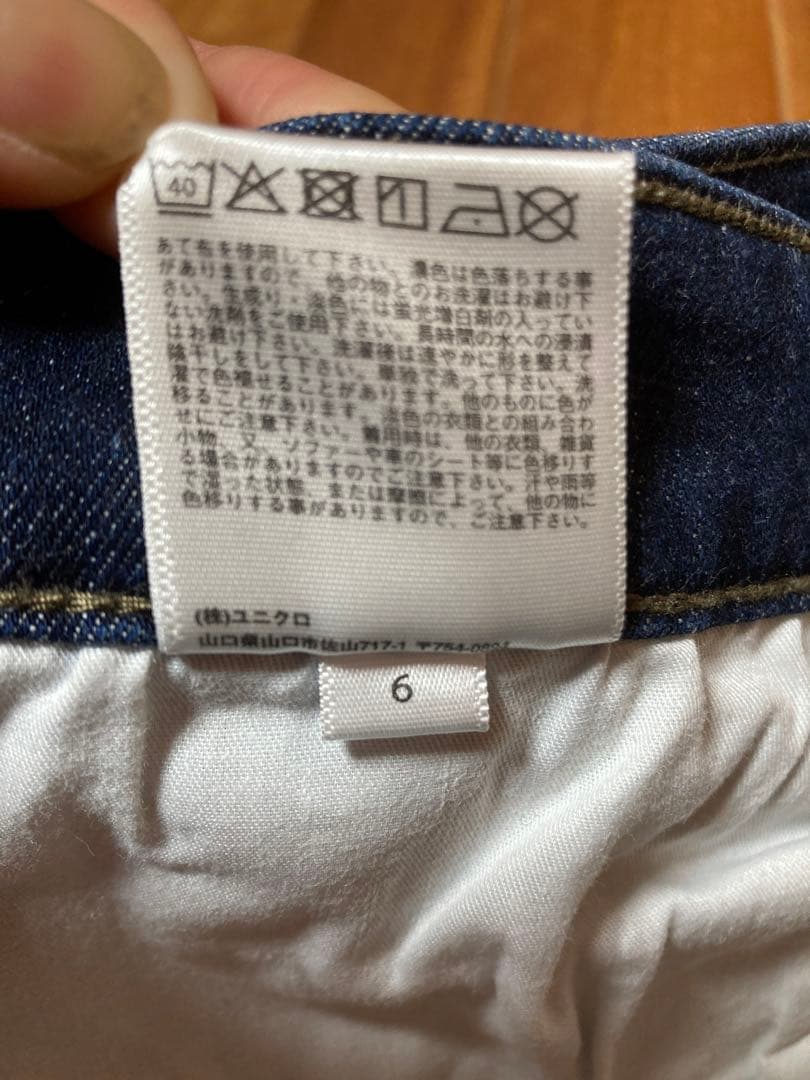 40
あて布を使用して下さい。濃色は色落ちする事
がありますので、他の物とのお洗濯はお避け下
さい。生成り・淡色には蛍光増白剤の入ってい
ない洗剤をご使用下さい。長時間の水への浸漬
はお避け下さい。洗濯後は速やかに形を整えて
陰干しをして下さい。単独で洗って下さい。洗
濯で色褪せることがあります。他のものに色が
移ることがあります。淡色の衣類との組み合わ
せにご注意下さい。着用時は、他の衣類、雑貨
小物、又、ソファーや車のシート等に色移りす
る場合がありますのでご注意下さい。汗や雨等
で湿った状態、または摩擦によって、他の物に
色移りする事がありますので、ご注意下さい。
(株)ユニクロ
山口県山口市佐山717-1
6